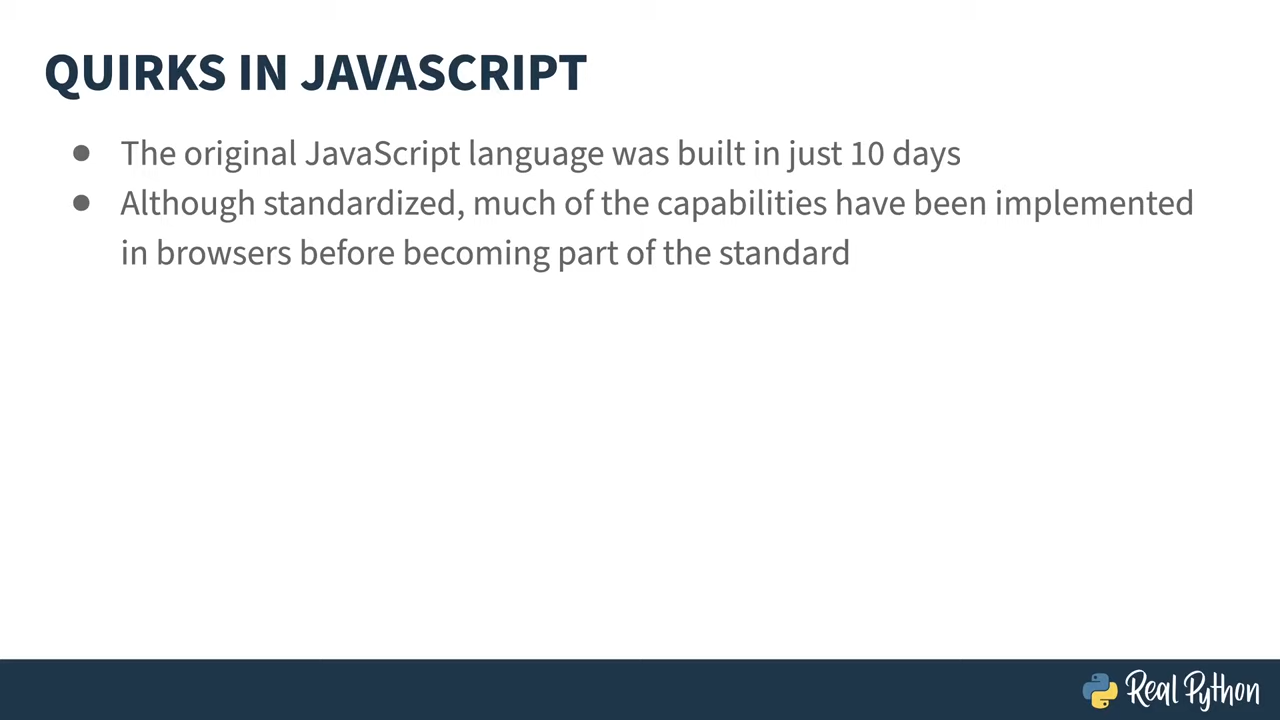 QUIRKS IN JAVASCRIPT
● The original JavaScript language was built in just 10 days
● Although standardized, much of the capabilities have been implemented
in browsers before becoming part of the standard
Real Python